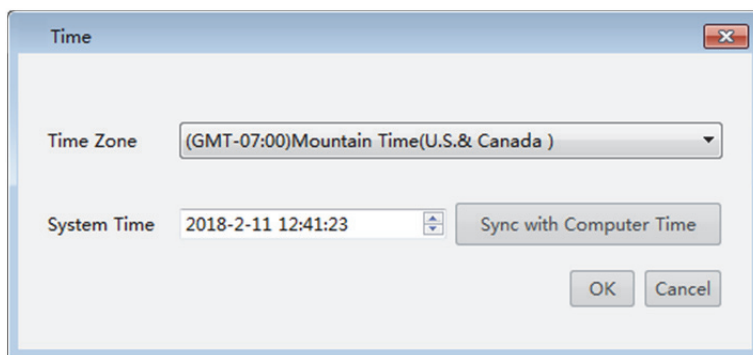 Time
Time Zone (GMT-07:00)Mountain Time(U.S.& Canada )
System Time 2018-2-11 12:41:23 Sync with Computer Time
OK Cancel